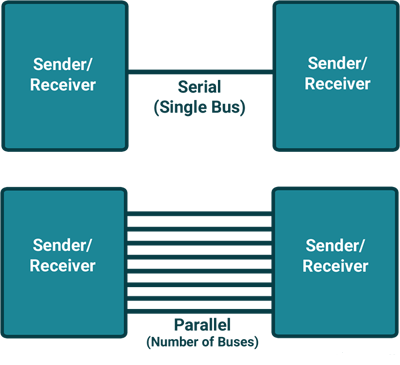 Sender/
Receiver
Sender/
Receiver
Serial
(Single Bus)
Sender/
Receiver
Sender/
Receiver
Parallel
(Number of Buses)